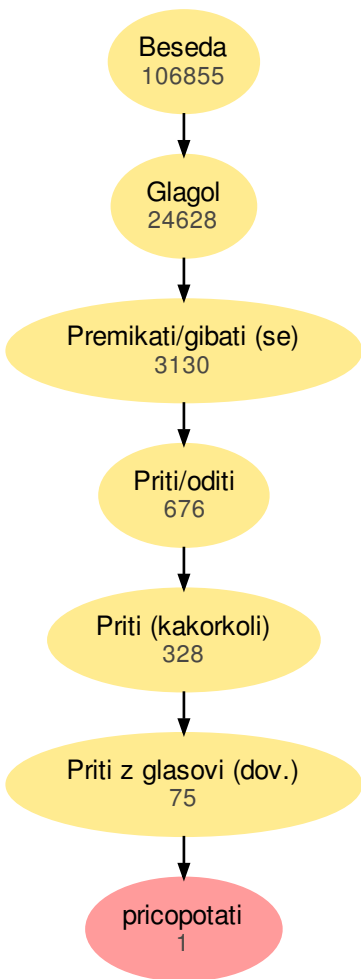 Beseda
106855
Glagol
24628
Premikati/gibati (se)
3130
Priti/oditi
676
Priti (kakorkoli)
328
Priti z glasovi (dov.)
75
pricopotati
1